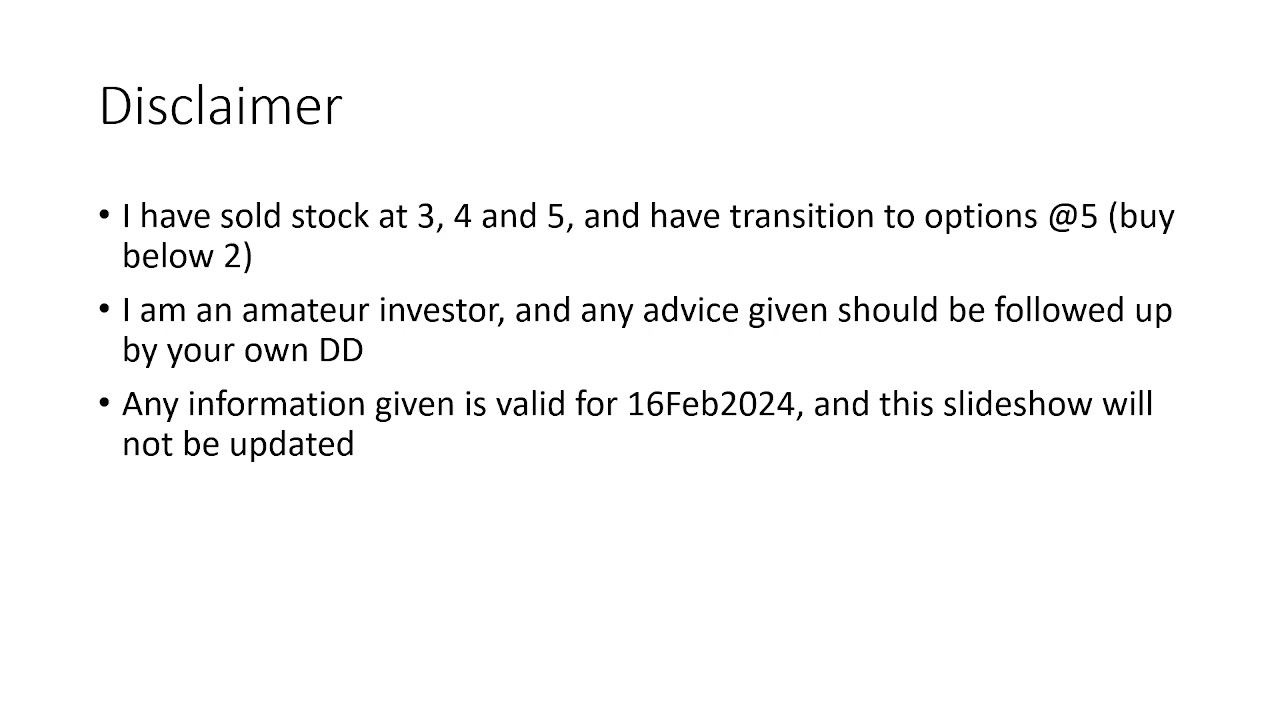 Disclaimer
• I have sold stock at 3, 4 and 5, and have transition to options @5 (buy
below 2)
• I am an amateur investor, and any advice given should be followed up
by your own DD
• Any information given is valid for 16Feb2024, and this slideshow will
not be updated